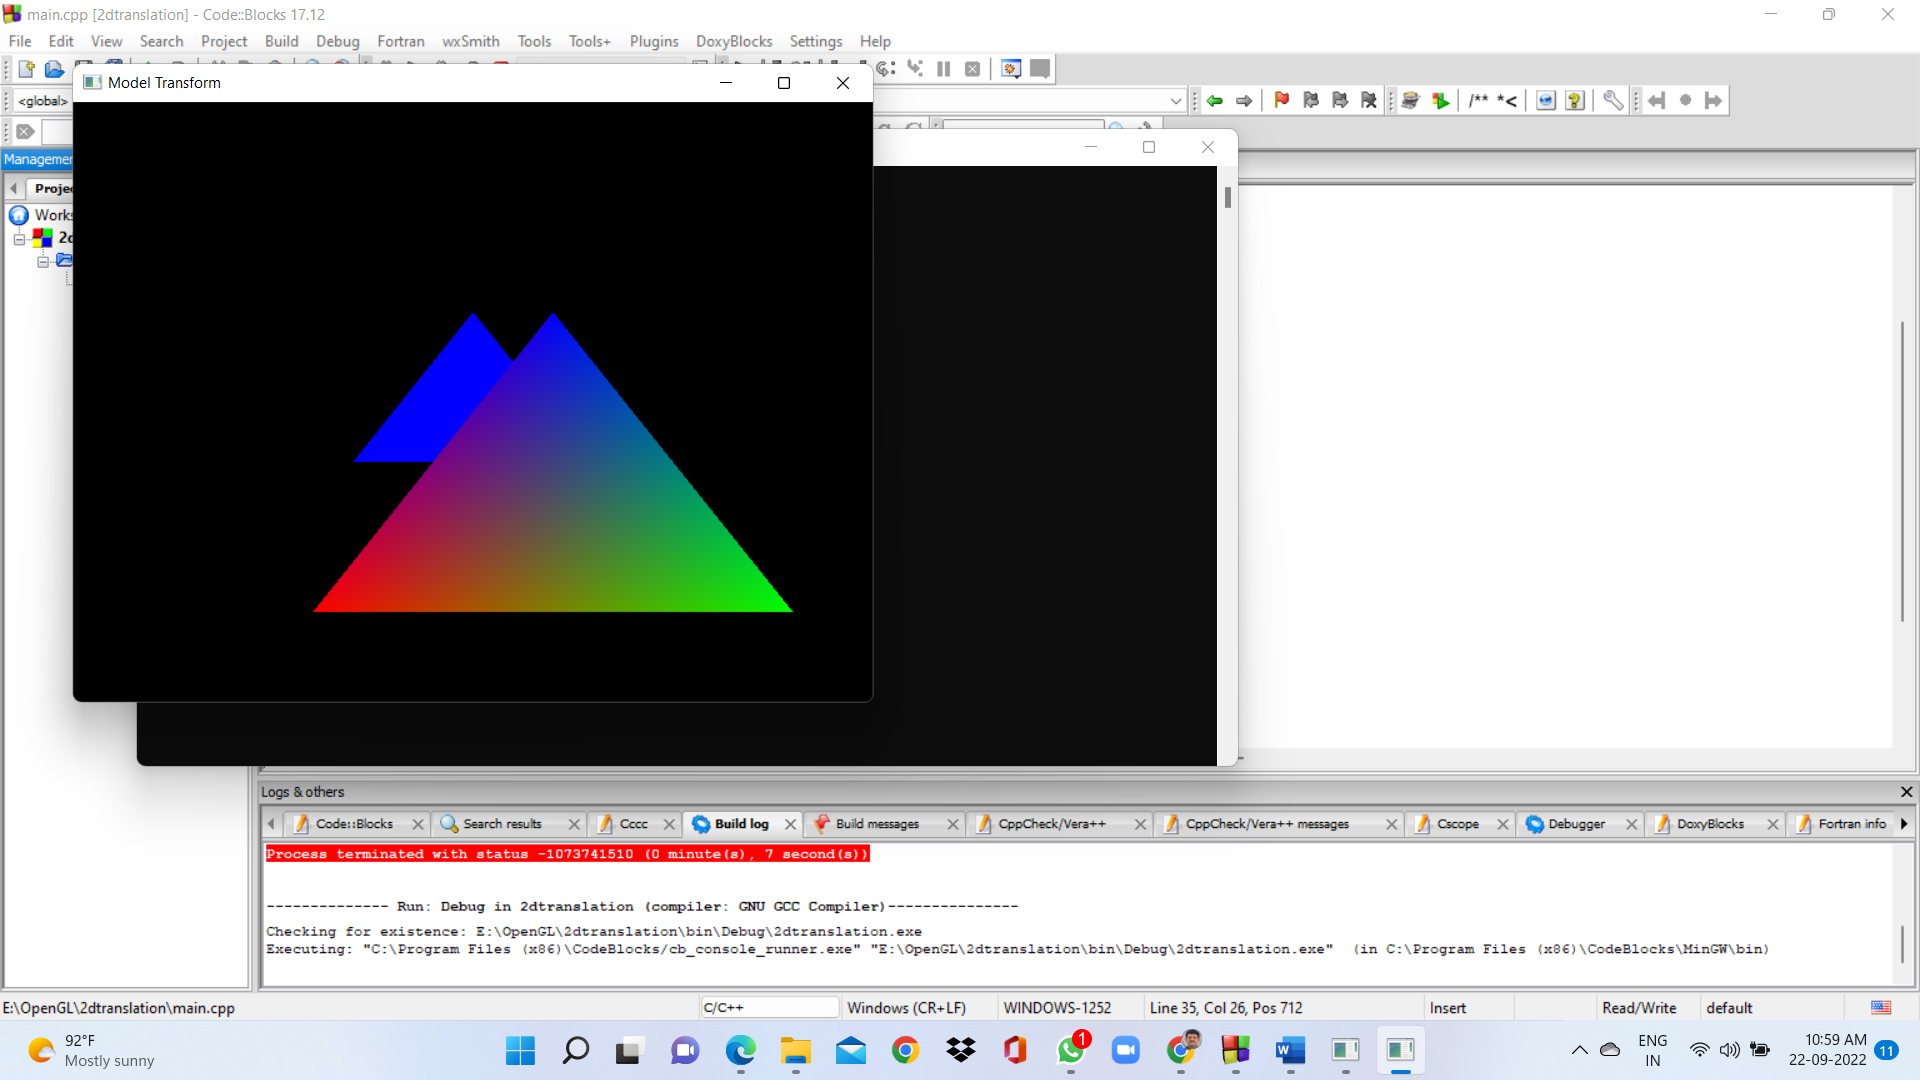 main.cpp [2dtranslation] - Code::Blocks 17.12
File Edit View Search Project Build Debug Fortran wxSmith Tools Tools+ Plugins DoxyBlocks Settings Help
Model Transform
<global>
/** *<
Managemen
Projec
Works
2d
Logs & others
Code::Blocks Search results Cccc Build log Build messages CppCheck/Vera++ CppCheck/Vera++ messages Cscope Debugger DoxyBlocks Fortran info
Process terminated with status -1073741510 (0 minute(s), 7 second(s))
-------------- Run: Debug in 2dtranslation (compiler: GNU GCC Compiler)---------------
Checking for existence: E:\OpenGL\2dtranslation\bin\Debug\2dtranslation.exe
Executing: "C:\Program Files (x86)\CodeBlocks/cb_console_runner.exe" "E:\OpenGL\2dtranslation\bin\Debug\2dtranslation.exe"  (in C:\Program Files (x86)\CodeBlocks\MinGW\bin)
E:\OpenGL\2dtranslation\main.cpp C/C++ Windows (CR+LF) WINDOWS-1252 Line 35, Col 26, Pos 712 Insert Read/Write default
92°F
Mostly sunny
1
ENG
IN
10:59 AM
22-09-2022
11